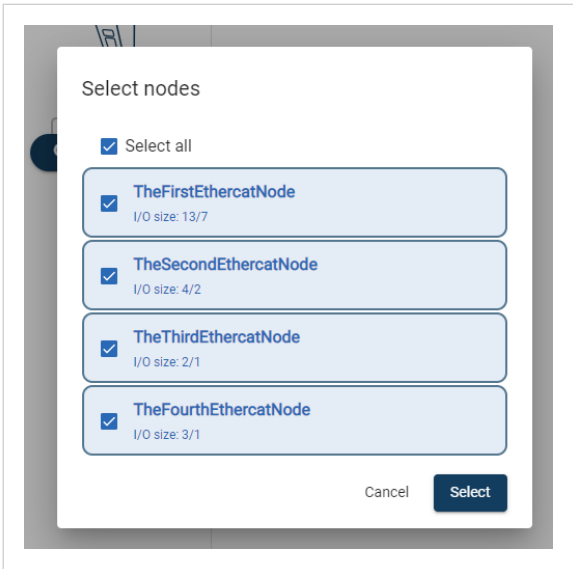 Select nodes
Select all
TheFirstEthercatNode
I/O size: 13/7
TheSecondEthercatNode
I/O size: 4/2
TheThirdEthercatNode
I/O size: 2/1
TheFourthEthercatNode
I/O size: 3/1
Cancel
Select